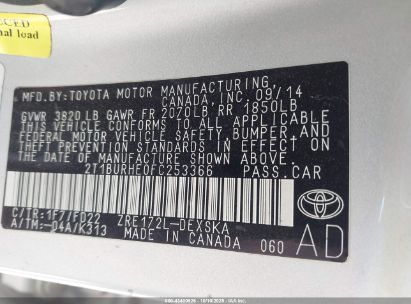 nal load
MFD.BY:TOYOTA MOTOR MANUFACTURING
CANADA, INC. 09/14
GVWR 3820 LB GAWR FR 2070LB RR 1850LB
THIS VEHICLE CONFORMS TO ALL APPLICABLE
FEDERAL MOTOR VEHICLE SAFETY, BUMPER, AND
THEFT PREVENTION STANDARDS IN EFFECT ON
THE DATE OF MANUFACTURE SHOWN ABOVE.
2T1BURHE0FC253366 PASS.CAR
C/TR:1F7/FD22 ZRE172L-DEXSKA
A/TM:-04A/K313 MADE IN CANADA 060
AD
TOYOTA